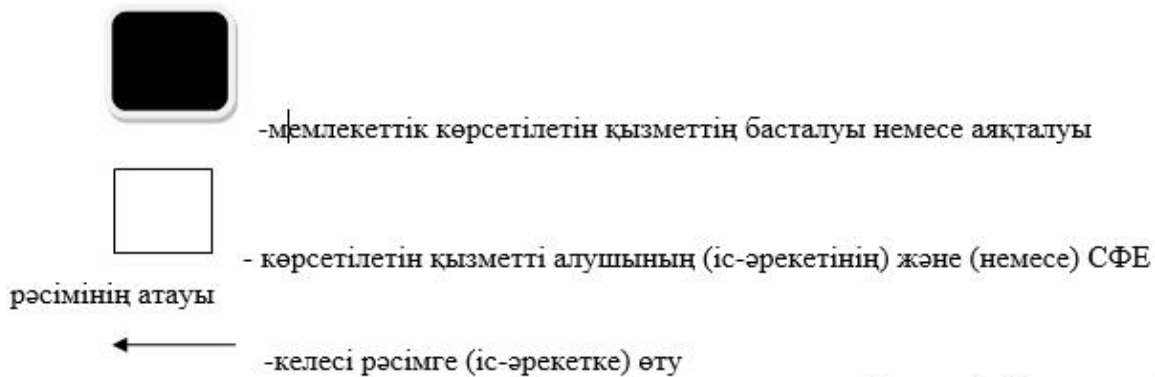 -мемлекеттік көрсетілетін қызметтің басталуы немесе аяқталуы
- көрсетілетін қызметті алушының (іс-әрекетінің) және (немесе) СФЕ
рәсімінің атауы
-келесі рәсімге (іс-әрекетке) өту